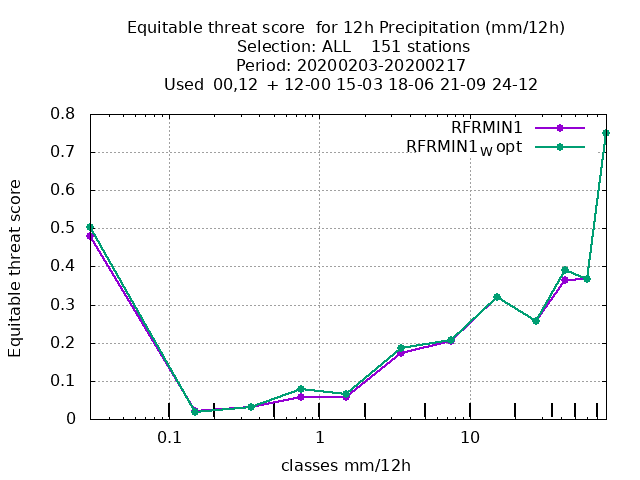 Equitable threat score  for 12h Precipitation (mm/12h)
Selection: ALL    151 stations
Period: 20200203-20200217
Used  00,12  + 12-00 15-03 18-06 21-09 24-12
RFRMIN1
RFRMIN1W opt
Equitable threat score
0.8
0.7
0.6
0.5
0.4
0.3
0.2
0.1
0
0.1 1 10
classes mm/12h